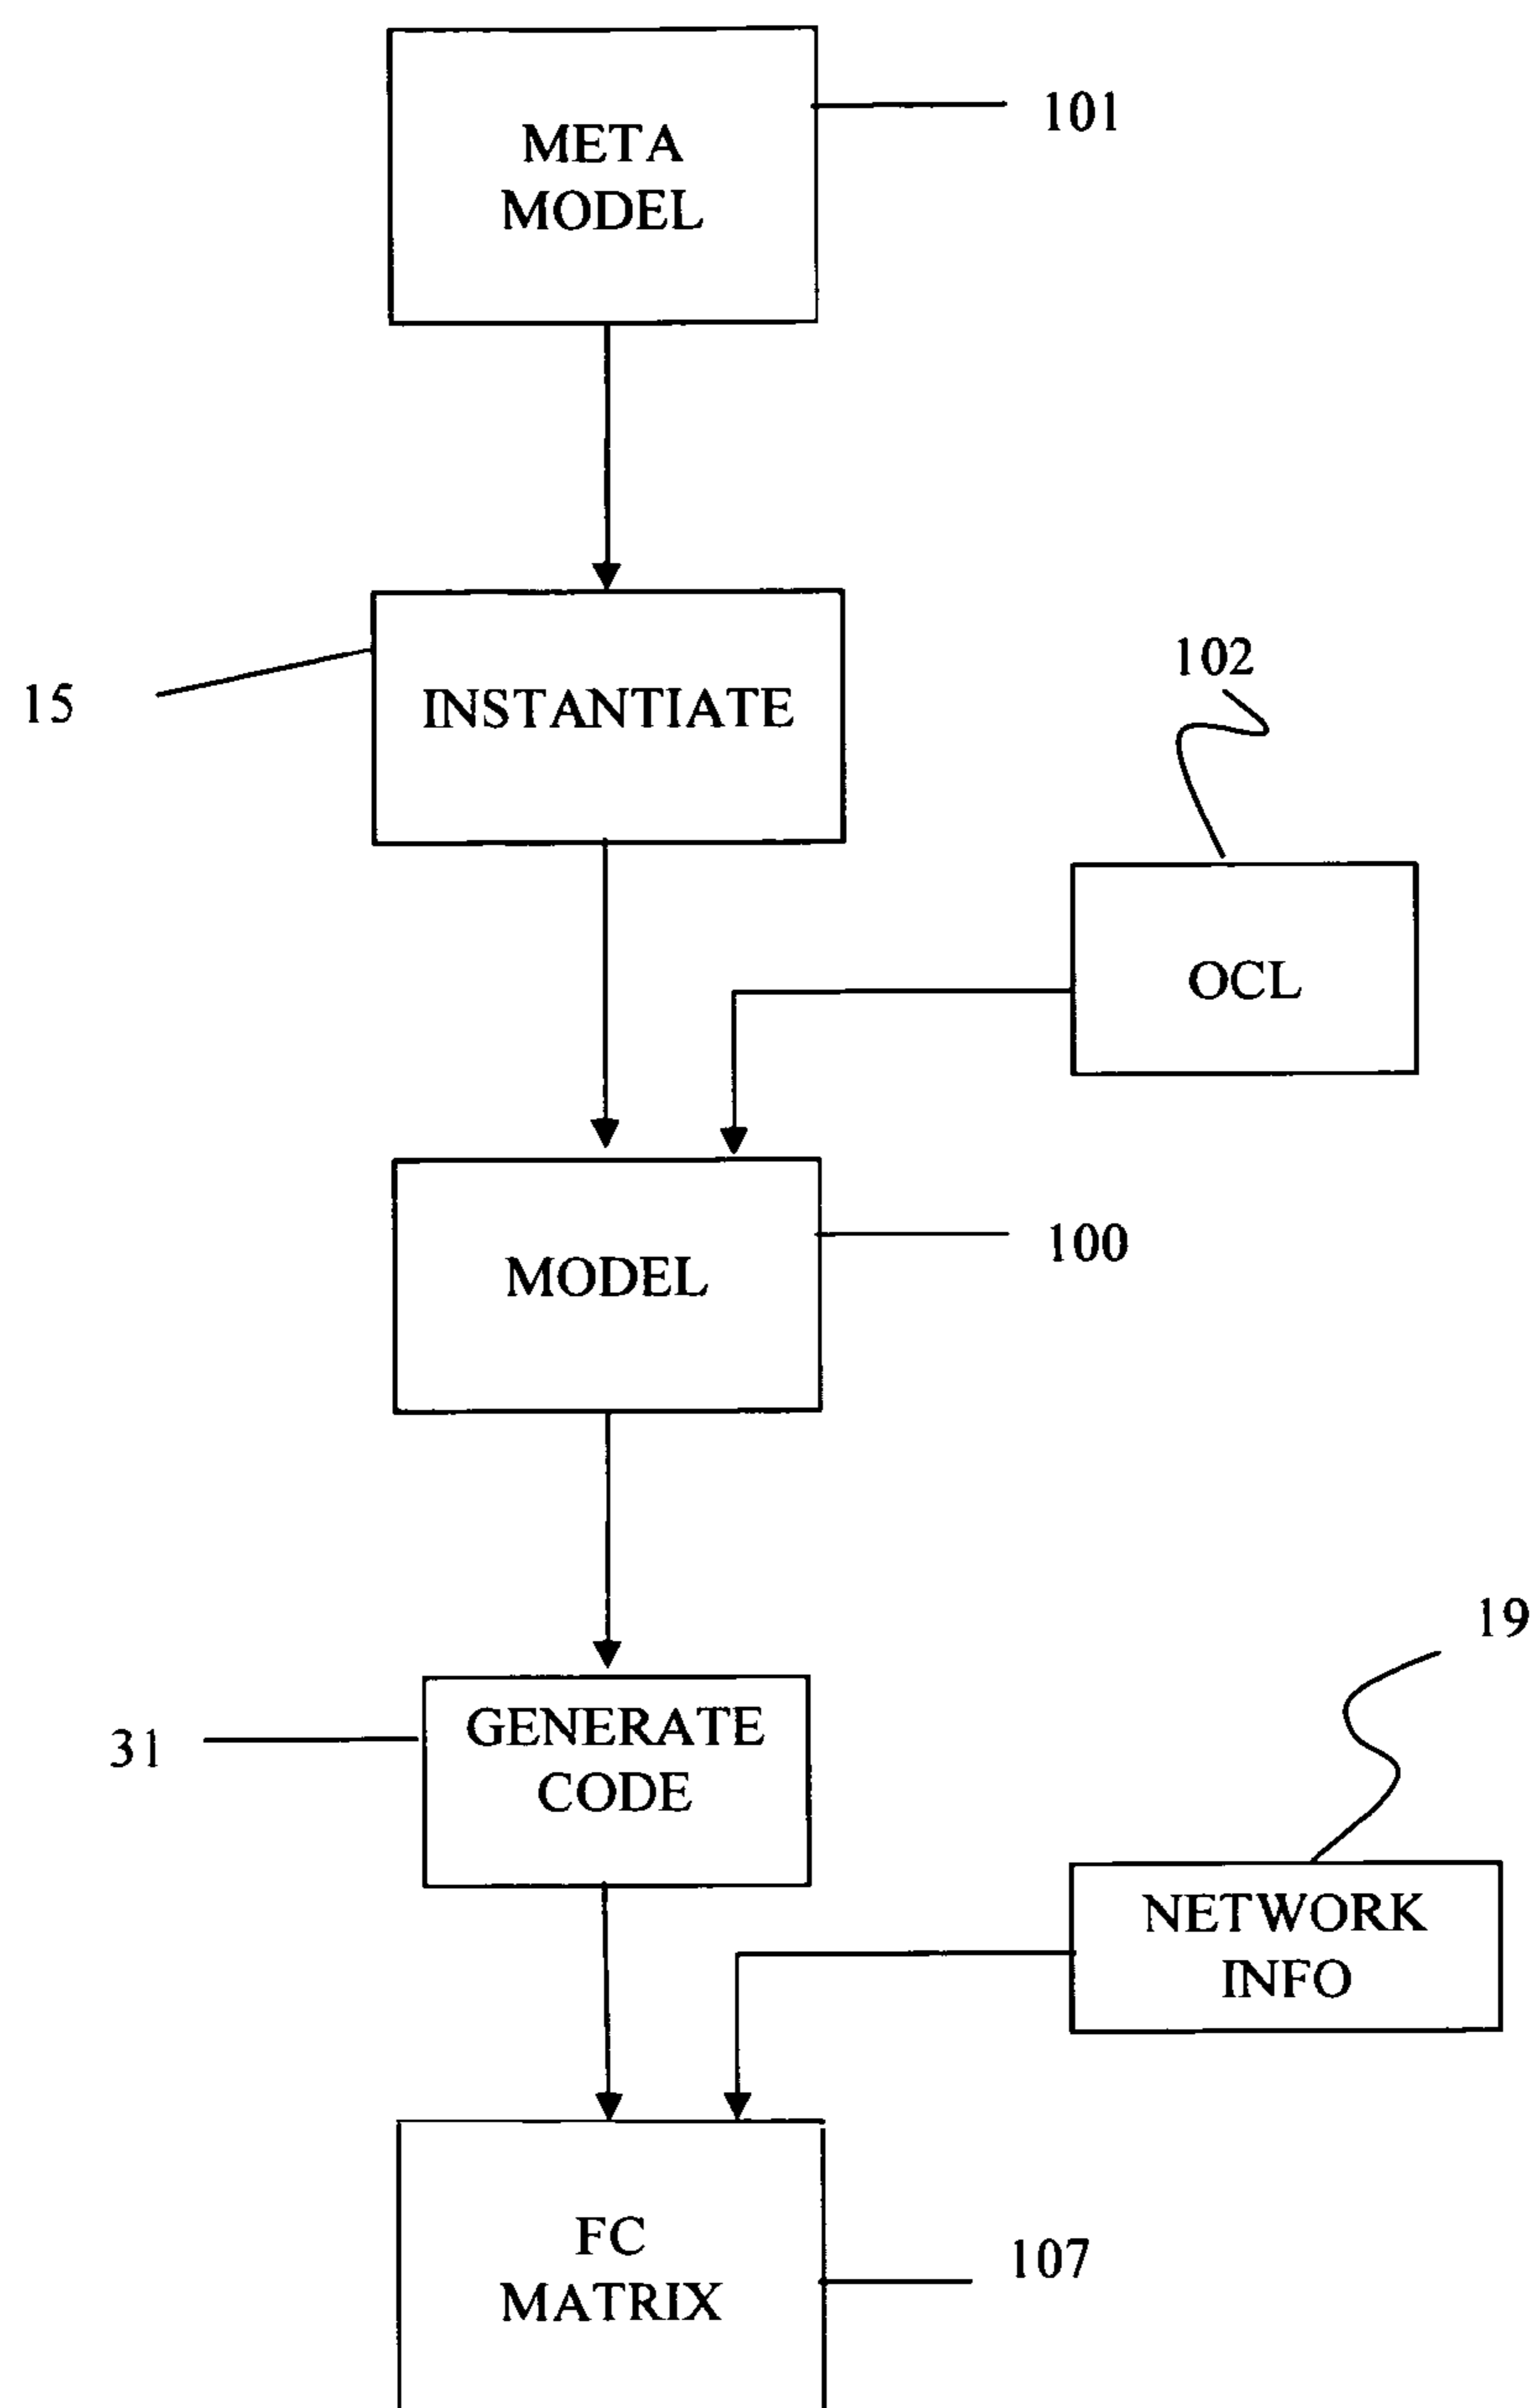 META
MODEL
101
INSTANTIATE
15
102
OCL
MODEL
100
19
GENERATE
CODE
31
NETWORK
INFO
FC
MATRIX
107